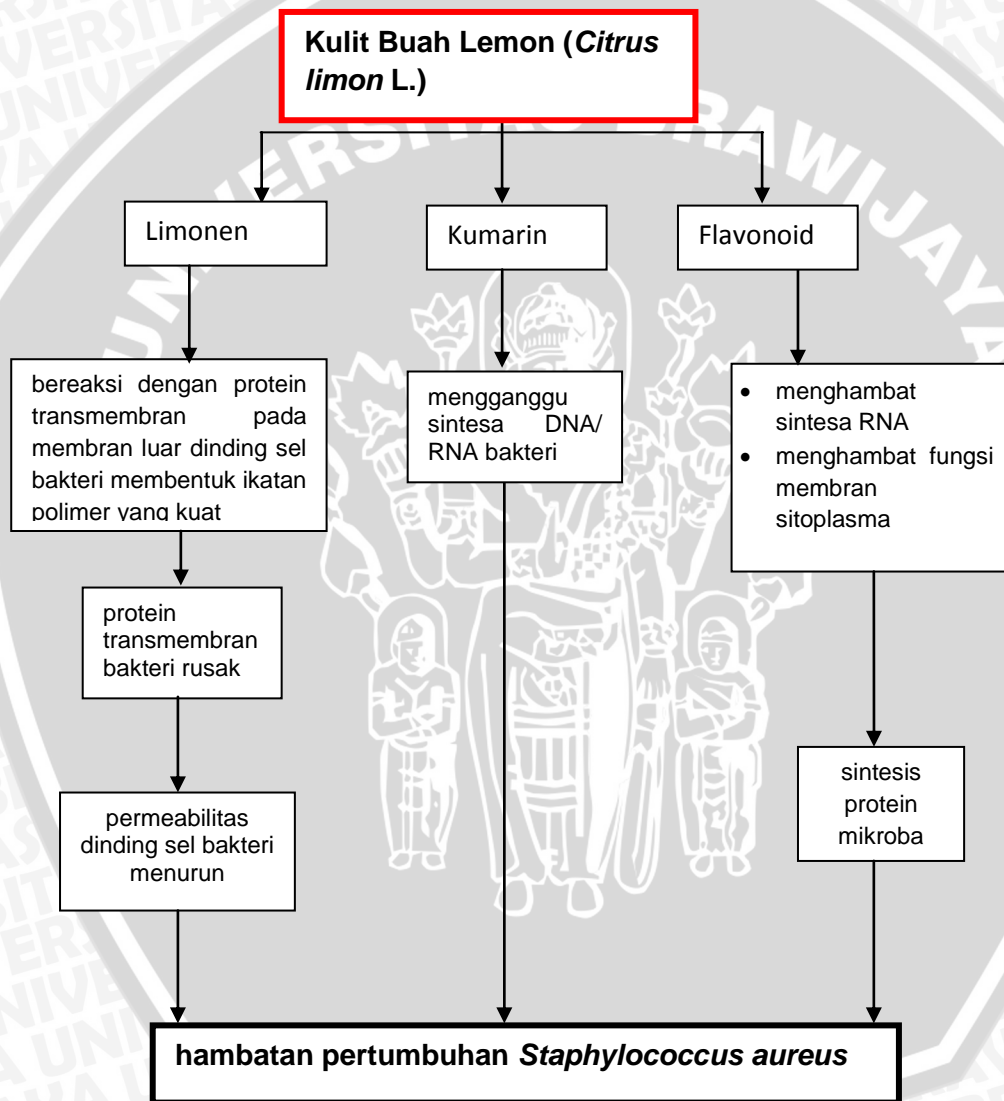 Kulit Buah Lemon (Citrus
limon L.)
UNIVERSITAS BRAWIJAYA
Limonen
Kumarin
Flavonoid
bereaksi dengan protein
transmembran pada
membran luar dinding sel
bakteri membentuk ikatan
polimer yang kuat
mengganggu
sintesa DNA/
RNA bakteri
• menghambat
sintesa RNA
• menghambat fungsi
membran
sitoplasma
protein
transmembran
bakteri rusak
permeabilitas
dinding sel bakteri
menurun
sintesis
protein
mikroba
hambatan pertumbuhan Staphylococcus aureus